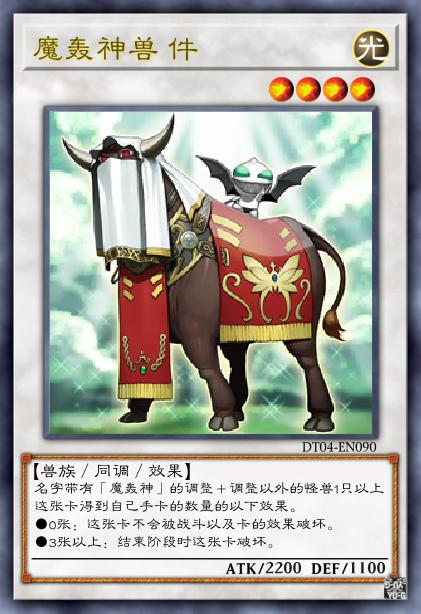 魔轰神兽 件
光
DT04-EN090
【兽族／同调／效果】
名字带有「魔轰神」的调整＋调整以外的怪兽1只以上
这张卡得到自己手卡的数量的以下效果。
●0张：这张卡不会被战斗以及卡的效果破坏。
●3张以上：结束阶段时这张卡破坏。
ATK/2200 DEF/1100